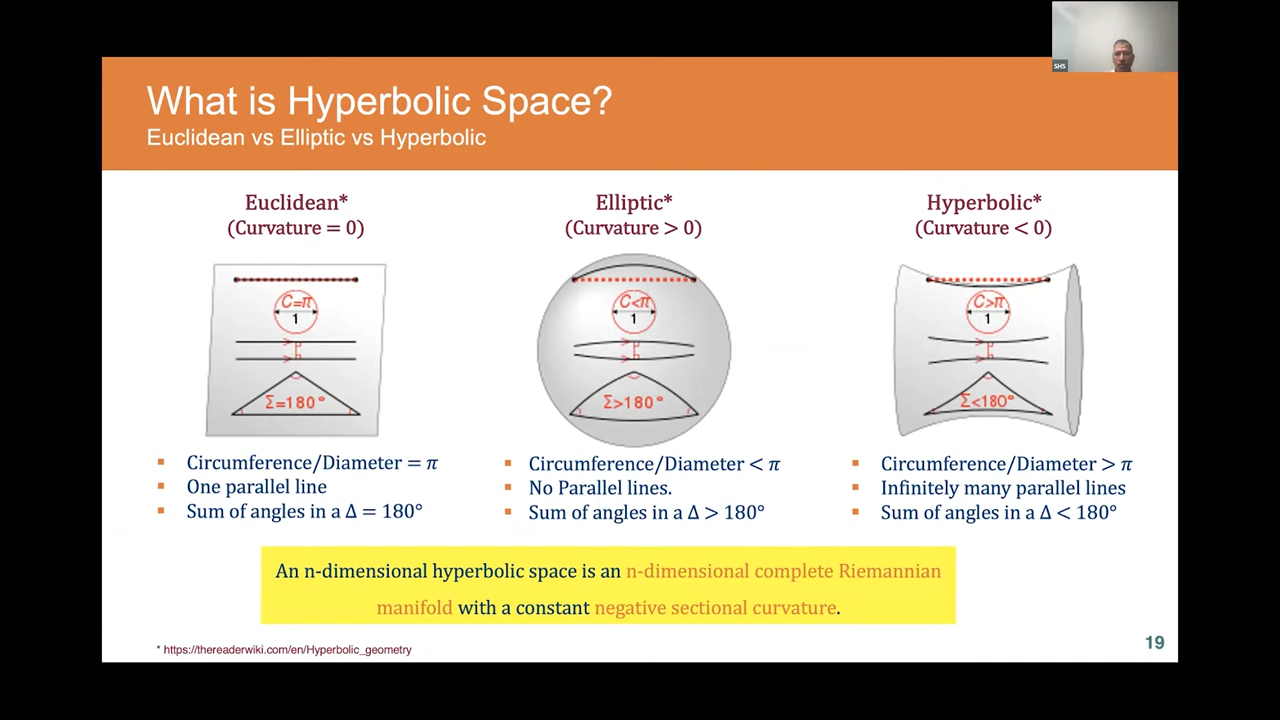 SHS
What is Hyperbolic Space?
Euclidean vs Elliptic vs Hyperbolic
Euclidean*
(Curvature = 0)
C=π
1
Σ=180°
▪ Circumference/Diameter = π
▪ One parallel line
▪ Sum of angles in a Δ = 180°
Elliptic*
(Curvature > 0)
C<π
1
Σ>180°
▪ Circumference/Diameter < π
▪ No Parallel lines.
▪ Sum of angles in a Δ > 180°
Hyperbolic*
(Curvature < 0)
C>π
1
Σ<180°
▪ Circumference/Diameter > π
▪ Infinitely many parallel lines
▪ Sum of angles in a Δ < 180°
An n-dimensional hyperbolic space is an n-dimensional complete Riemannian
manifold with a constant negative sectional curvature.
* https://thereaderwiki.com/en/Hyperbolic_geometry
19